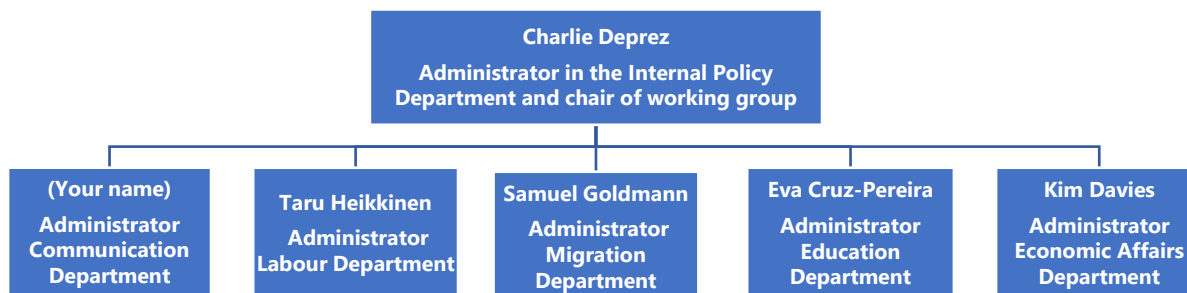 Charlie Deprez
Administrator in the Internal Policy
Department and chair of working group
(Your name)
Administrator
Communication
Department
Taru Heikkinen
Administrator
Labour Department
Samuel Goldmann
Administrator
Migration
Department
Eva Cruz-Pereira
Administrator
Education
Department
Kim Davies
Administrator
Economic Affairs
Department